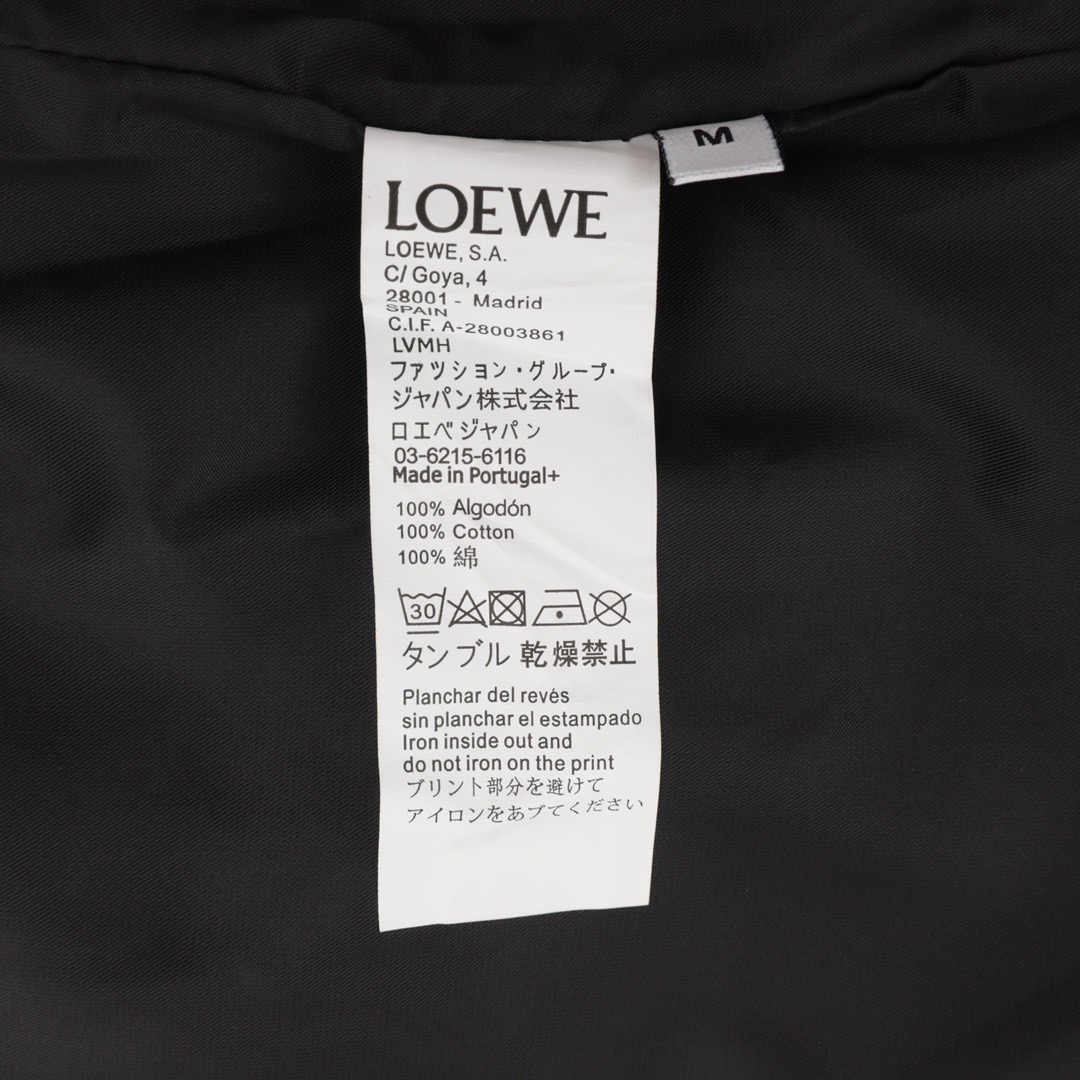 M
LOEWE
LOEWE, S.A.
C/ Goya, 4
28001 - Madrid
SPAIN
C.I.F. A-28003861
LVMH
ファツション・グループ・
ジャパン株式会社
ロエベジャパン
03-6215-6116
Made in Portugal+
100% Algodón
100% Cotton
100% 綿
30
タンブル 乾燥禁止
Planchar del revés
sin planchar el estampado
Iron inside out and
do not iron on the print
ブリント部分を避けて
アイロンをあブてください